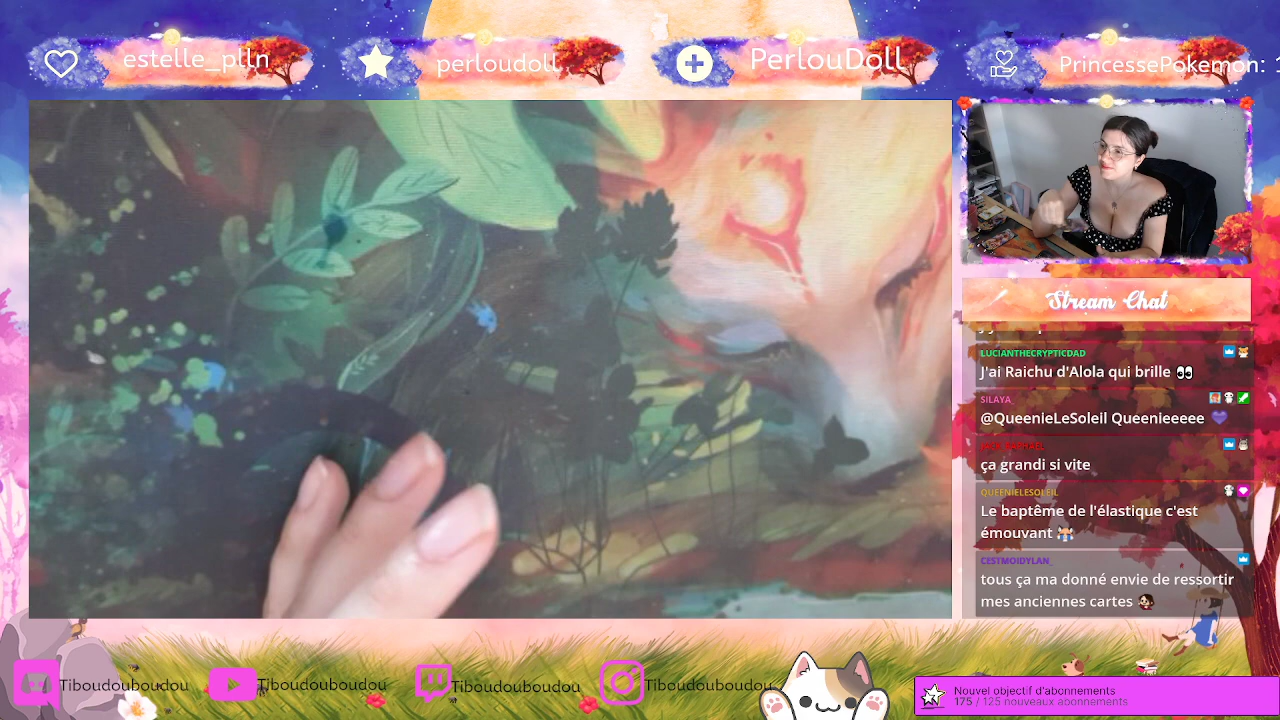 estelle_plln
perloudoll
PerlouDoll
PrincessePokemon: 1
Stream Chat
LUCIANTHECRYPTICDAD
J'ai Raichu d'Alola qui brille 👀
SILAYA
@QueenieLeSoleil Queenieeeee 💜
ça grandi si vite
QUEENIELESOLEIL
Le baptême de l'élastique c'est
émouvant
CESTMOIDYLAN_
tous ça ma donné envie de ressortir
mes anciennes cartes
Tiboudouboudou
Tiboudouboudou
Tiboudouboudou
Tiboudouboudou
Nouvel objectif d'abonnements
175 / 125 nouveaux abonnements